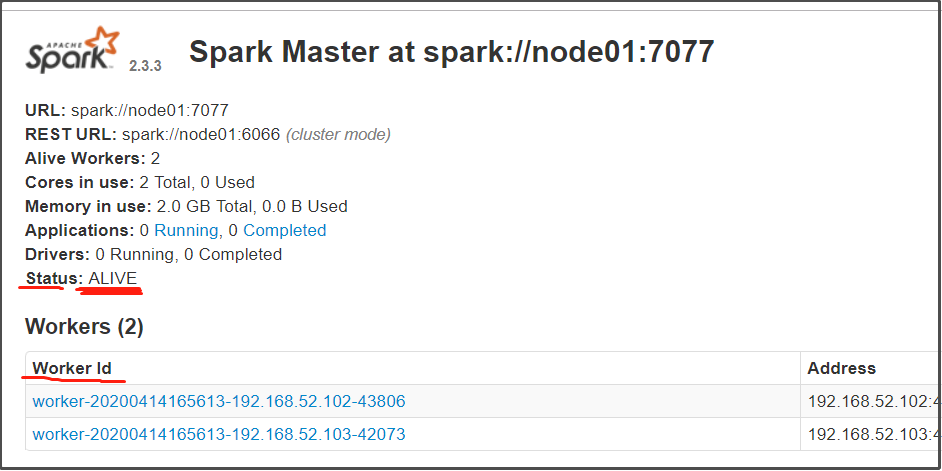 APACHE
Spark 2.3.3 Spark Master at spark://node01:7077
URL: spark://node01:7077
REST URL: spark://node01:6066 (cluster mode)
Alive Workers: 2
Cores in use: 2 Total, 0 Used
Memory in use: 2.0 GB Total, 0.0 B Used
Applications: 0 Running, 0 Completed
Drivers: 0 Running, 0 Completed
Status: ALIVE
Workers (2)
Worker Id Address
worker-20200414165613-192.168.52.102-43806 192.168.52.102:4
worker-20200414165613-192.168.52.103-42073 192.168.52.103:4